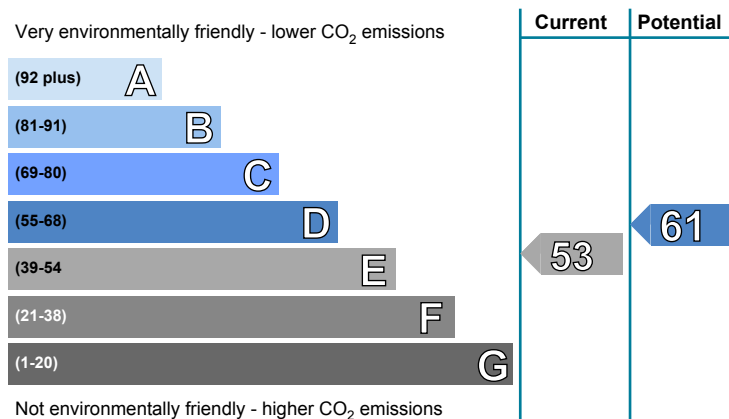 Very environmentally friendly - lower CO2 emissions
Current
Potential
(92 plus) A
(81-91) B
(69-80) C
(55-68) D
(39-54 E
(21-38) F
(1-20) G
53
61
Not environmentally friendly - higher CO2 emissions